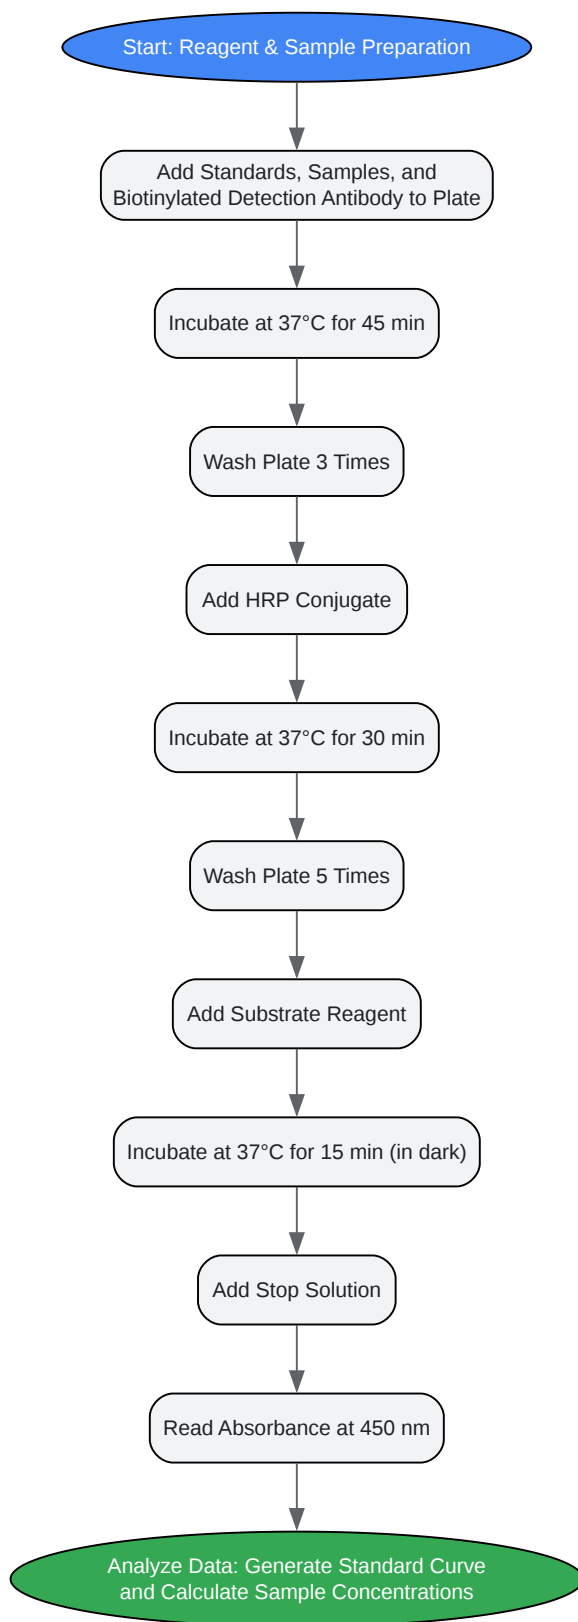 Start: Reagent & Sample Preparation
Add Standards, Samples, and
Biotinylated Detection Antibody to Plate
Incubate at 37°C for 45 min
Wash Plate 3 Times
Add HRP Conjugate
Incubate at 37°C for 30 min
Wash Plate 5 Times
Add Substrate Reagent
Incubate at 37°C for 15 min (in dark)
Add Stop Solution
Read Absorbance at 450 nm
Analyze Data: Generate Standard Curve
and Calculate Sample Concentrations